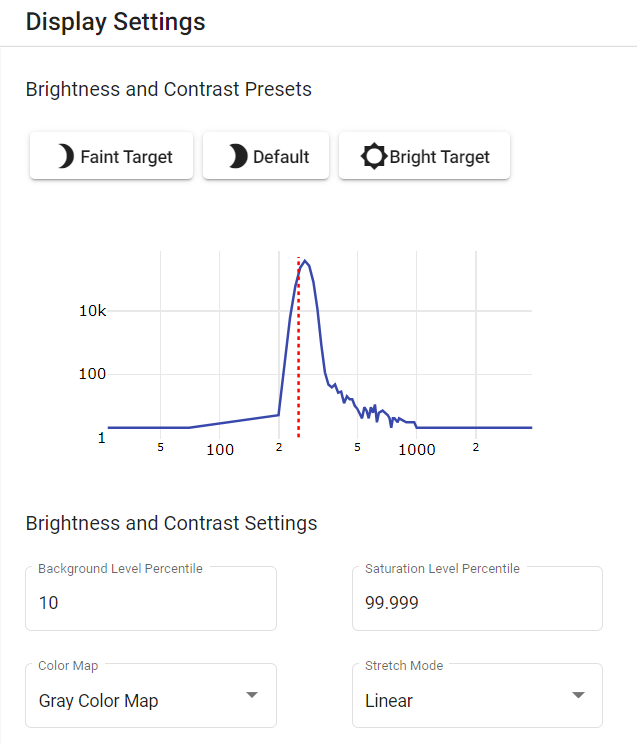 Display Settings
Brightness and Contrast Presets
Faint Target
Default
Bright Target
10k
100
1
5
100
2
5
1000
2
Brightness and Contrast Settings
Background Level Percentile
Saturation Level Percentile
10
99.999
Color Map
Stretch Mode
Gray Color Map
Linear